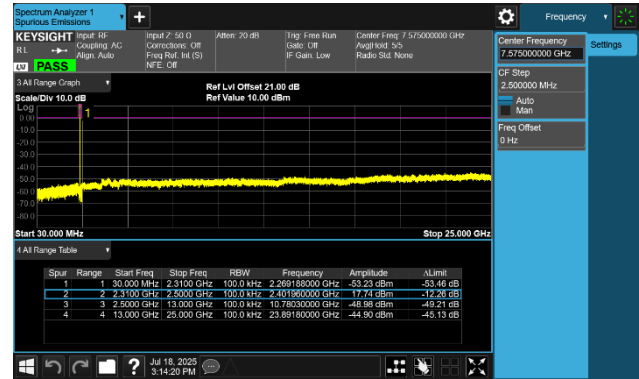 Spectrum Analyzer 1
Spurious Emissions
Frequency
KEYSIGHT Input: RF Input Z: 50 Ω Atten: 20 dB Trig: Free Run Center Freq: 7.575000000 GHz
R L Coupling: AC Corrections: Off Gate: Off Avg|Hold: 5/5
Align: Auto Freq Ref: Int (S) IF Gain: Low Radio Std: None
LXI PASS NFE: Off
Center Frequency
7.575000000 GHz
Settings
CF Step
2.500000 MHz
Auto
Man
Freq Offset
0 Hz
3 All Range Graph
Ref Lvl Offset 21.00 dB
Scale/Div 10.0 dB Ref Value 10.00 dBm
Log
0.00
-10.0
-20.0
-30.0
-40.0
-50.0
-60.0
-70.0
-80.0
1
Start 30.000 MHz Stop 25.000 GHz
4 All Range Table
Spur Range Start Freq Stop Freq RBW Frequency Amplitude ΔLimit
1 1 30.000 MHz 2.3100 GHz 100.0 kHz 2.269188000 GHz -53.23 dBm -53.46 dB
2 2 2.3100 GHz 2.5000 GHz 100.0 kHz 2.401960000 GHz 17.74 dBm -12.26 dB
3 3 2.5000 GHz 13.000 GHz 100.0 kHz 10.78030000 GHz -48.98 dBm -49.21 dB
4 4 13.000 GHz 25.000 GHz 100.0 kHz 23.89180000 GHz -44.90 dBm -45.13 dB
Jul 18, 2025
3:14:20 PM